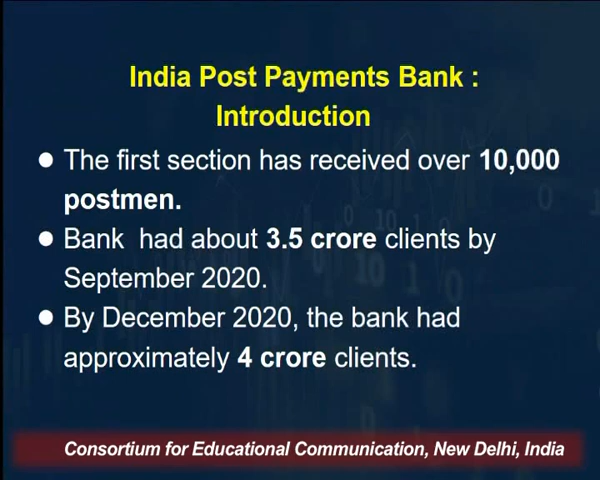 India Post Payments Bank :
Introduction
● The first section has received over 10,000
postmen.
● Bank had about 3.5 crore clients by
September 2020.
● By December 2020, the bank had
approximately 4 crore clients.
Consortium for Educational Communication, New Delhi, India